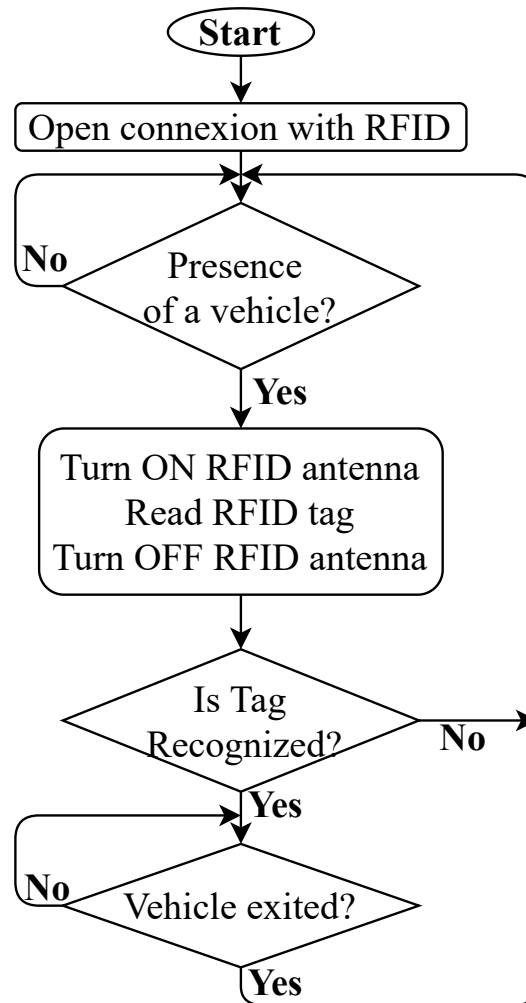 Start
Open connexion with RFID
No
Presence
of a vehicle?
Yes
Turn ON RFID antenna
Read RFID tag
Turn OFF RFID antenna
Is Tag
Recognized?
No
Yes
No
Vehicle exited?
Yes